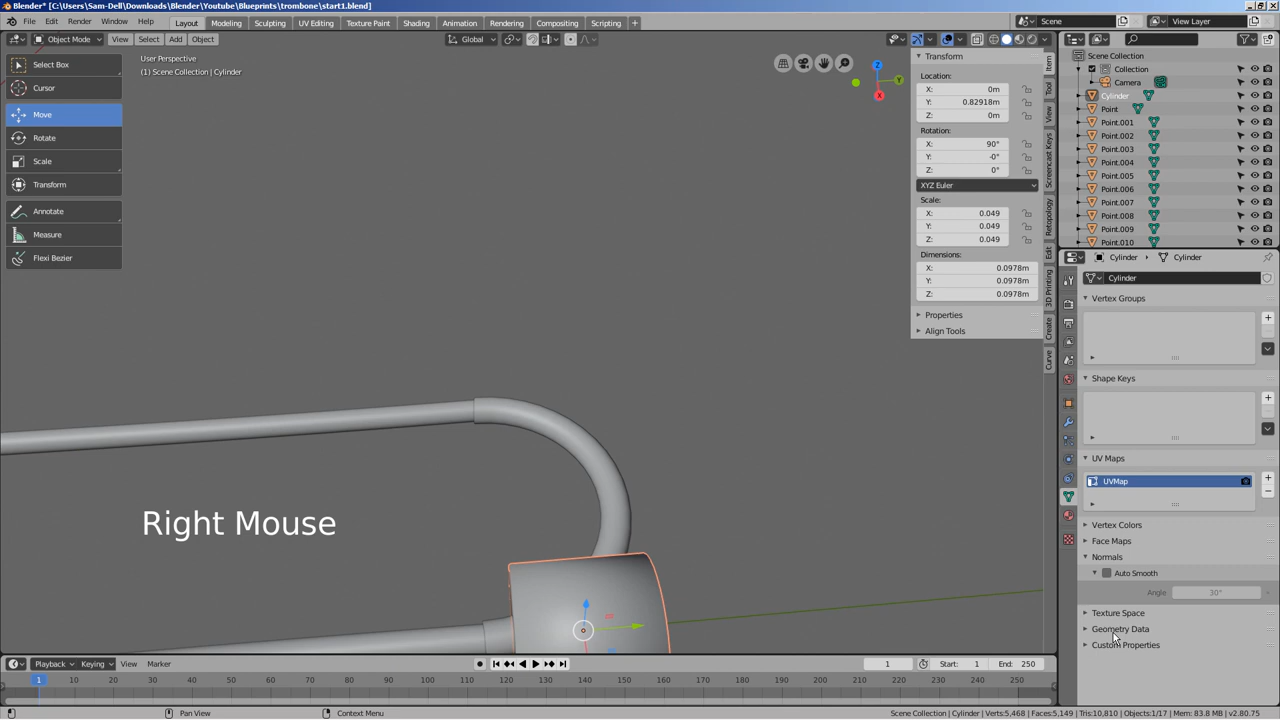 Blender* [C:\Users\Sam-Dell\Downloads\Blender\Youtube\Blueprints\trombone\start1.blend]
File Edit Render Window Help Layout Modeling Sculpting UV Editing Texture Paint Shading Animation Rendering Compositing Scripting + Scene View Layer
Object Mode View Select Add Object Global
User Perspective
(1) Scene Collection | Cylinder
Select Box
Cursor
Move
Rotate
Scale
Transform
Annotate
Measure
Flexi Bezier
Z
Y
X
Transform
Location:
X: 0m
Y: 0.82918m
Z: 0m
Rotation:
X: 90°
Y: -0°
Z: 0°
XYZ Euler
Scale:
X: 0.049
Y: 0.049
Z: 0.049
Dimensions:
X: 0.0978m
Y: 0.0978m
Z: 0.0978m
Properties
Align Tools
Item
Tool
View
Screencast Keys
Retopology
Edit
3D Printing
Create
Curve
Scene Collection
Collection
Camera
Cylinder
Point
Point.001
Point.002
Point.003
Point.004
Point.005
Point.006
Point.007
Point.008
Point.009
Point.010
Cylinder Cylinder
Cylinder
Vertex Groups
Shape Keys
UV Maps
UVMap
Vertex Colors
Face Maps
Normals
Auto Smooth
Angle 30°
Texture Space
Geometry Data
Custom Properties
Right Mouse
Playback Keying View Marker 1 Start: 1 End: 250
1 10 20 30 40 50 60 70 80 90 100 110 120 130 140 150 160 170 180 190 200 210 220 230 240 250
Pan View Context Menu Scene Collection | Cylinder | Verts:5,468 | Faces:5,149 | Tris:10,810 | Objects:1/17 | Mem: 83.8 MB | v2.80.75